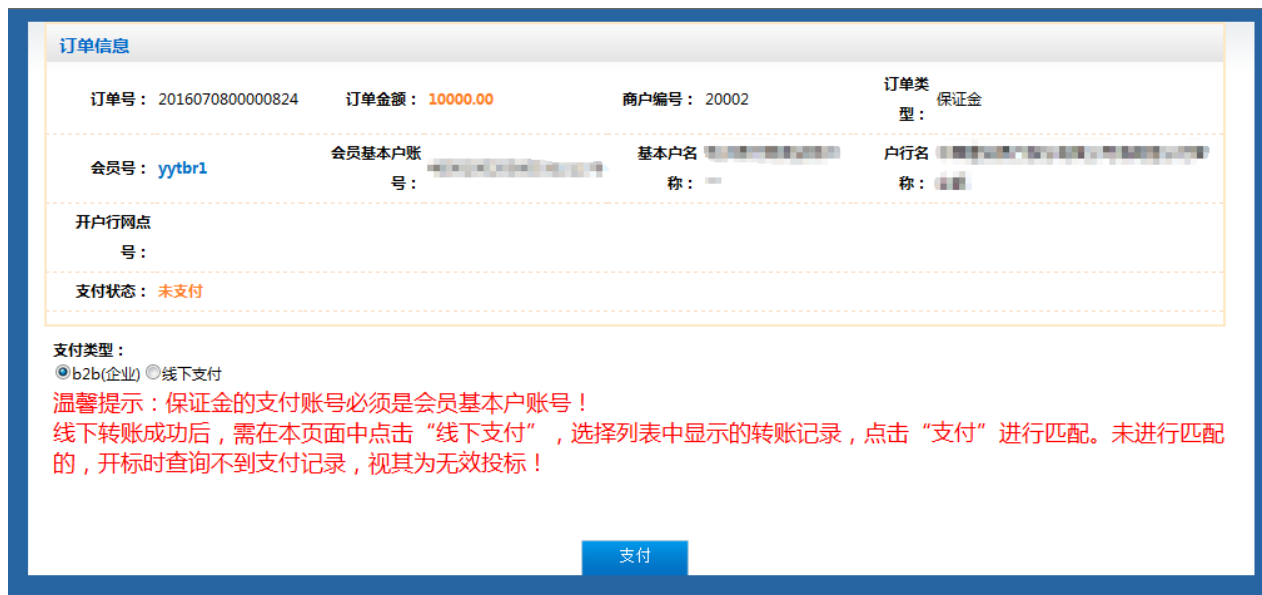 订单信息
订单号： 2016070800000824 订单金额： 10000.00 商户编号： 20002 订单类型： 保证金
会员号： yytbr1 会员基本户账号： 基本户名称： 户行名称：
开户行网点号：
支付状态： 未支付
支付类型：
b2b(企业) 线下支付
温馨提示：保证金的支付账号必须是会员基本户账号！
线下转账成功后，需在本页面中点击“线下支付”，选择列表中显示的转账记录，点击“支付”进行匹配。未进行匹配
的，开标时查询不到支付记录，视其为无效投标！
支付